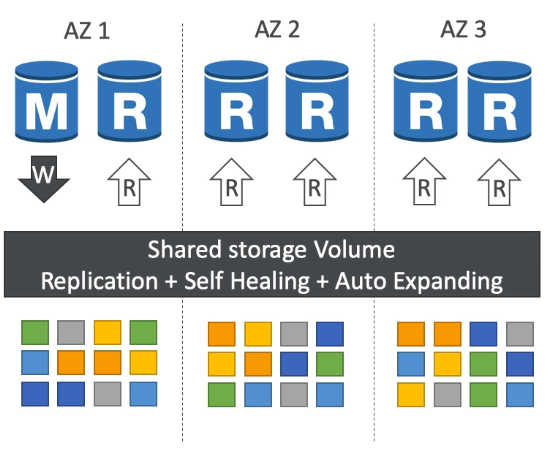 AZ 1 AZ 2 AZ 3
M R R R R R
W R R R R R
Shared storage Volume
Replication + Self Healing + Auto Expanding